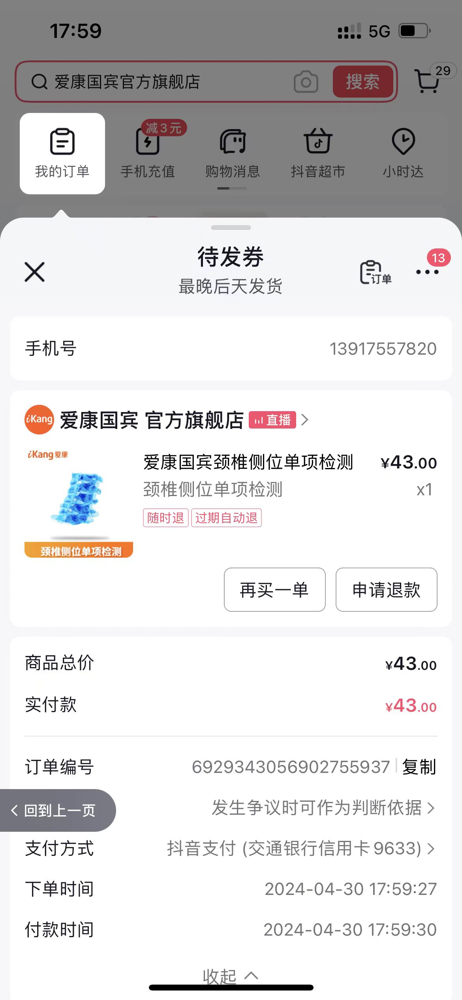 17:59
5G
爱康国宾官方旗舰店
搜索
29
减3元
我的订单
手机充值
购物消息
抖音超市
小时达
待发券
最晚后天发货
订单
13
手机号
13917557820
iKang
爱康国宾 官方旗舰店
直播
iKang爱康
爱康国宾颈椎侧位单项检测
¥43.00
颈椎侧位单项检测
x1
随时退
过期自动退
颈椎侧位单项检测
再买一单
申请退款
商品总价
¥43.00
实付款
¥43.00
订单编号
6929343056902755937
复制
回到上一页
发生争议时可作为判断依据
支付方式
抖音支付 (交通银行信用卡9633)
下单时间
2024-04-30 17:59:27
付款时间
2024-04-30 17:59:30
收起